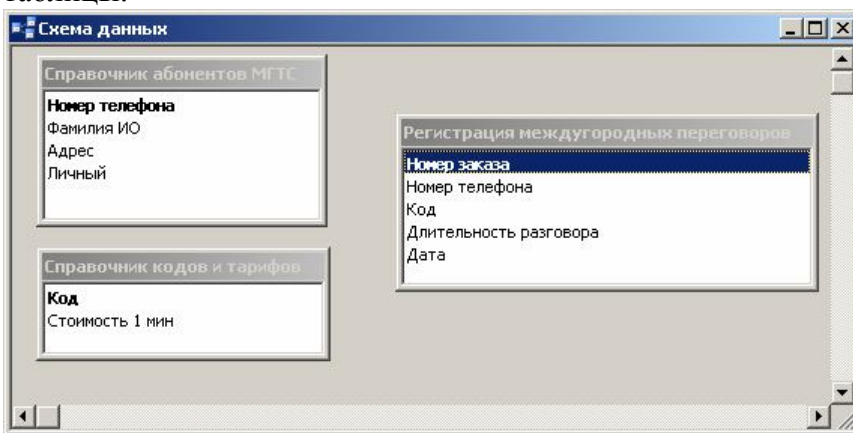 таблицы.
Схема данных
Справочник абонентов МГТС
Номер телефона
Фамилия ИО
Адрес
Личный
Регистрация междугородных переговоров
Номер заказа
Номер телефона
Код
Длительность разговора
Дата
Справочник кодов и тарифов
Код
Стоимость 1 мин